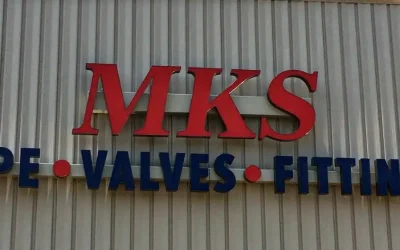 MKS
PE • VALVES • FITTIN